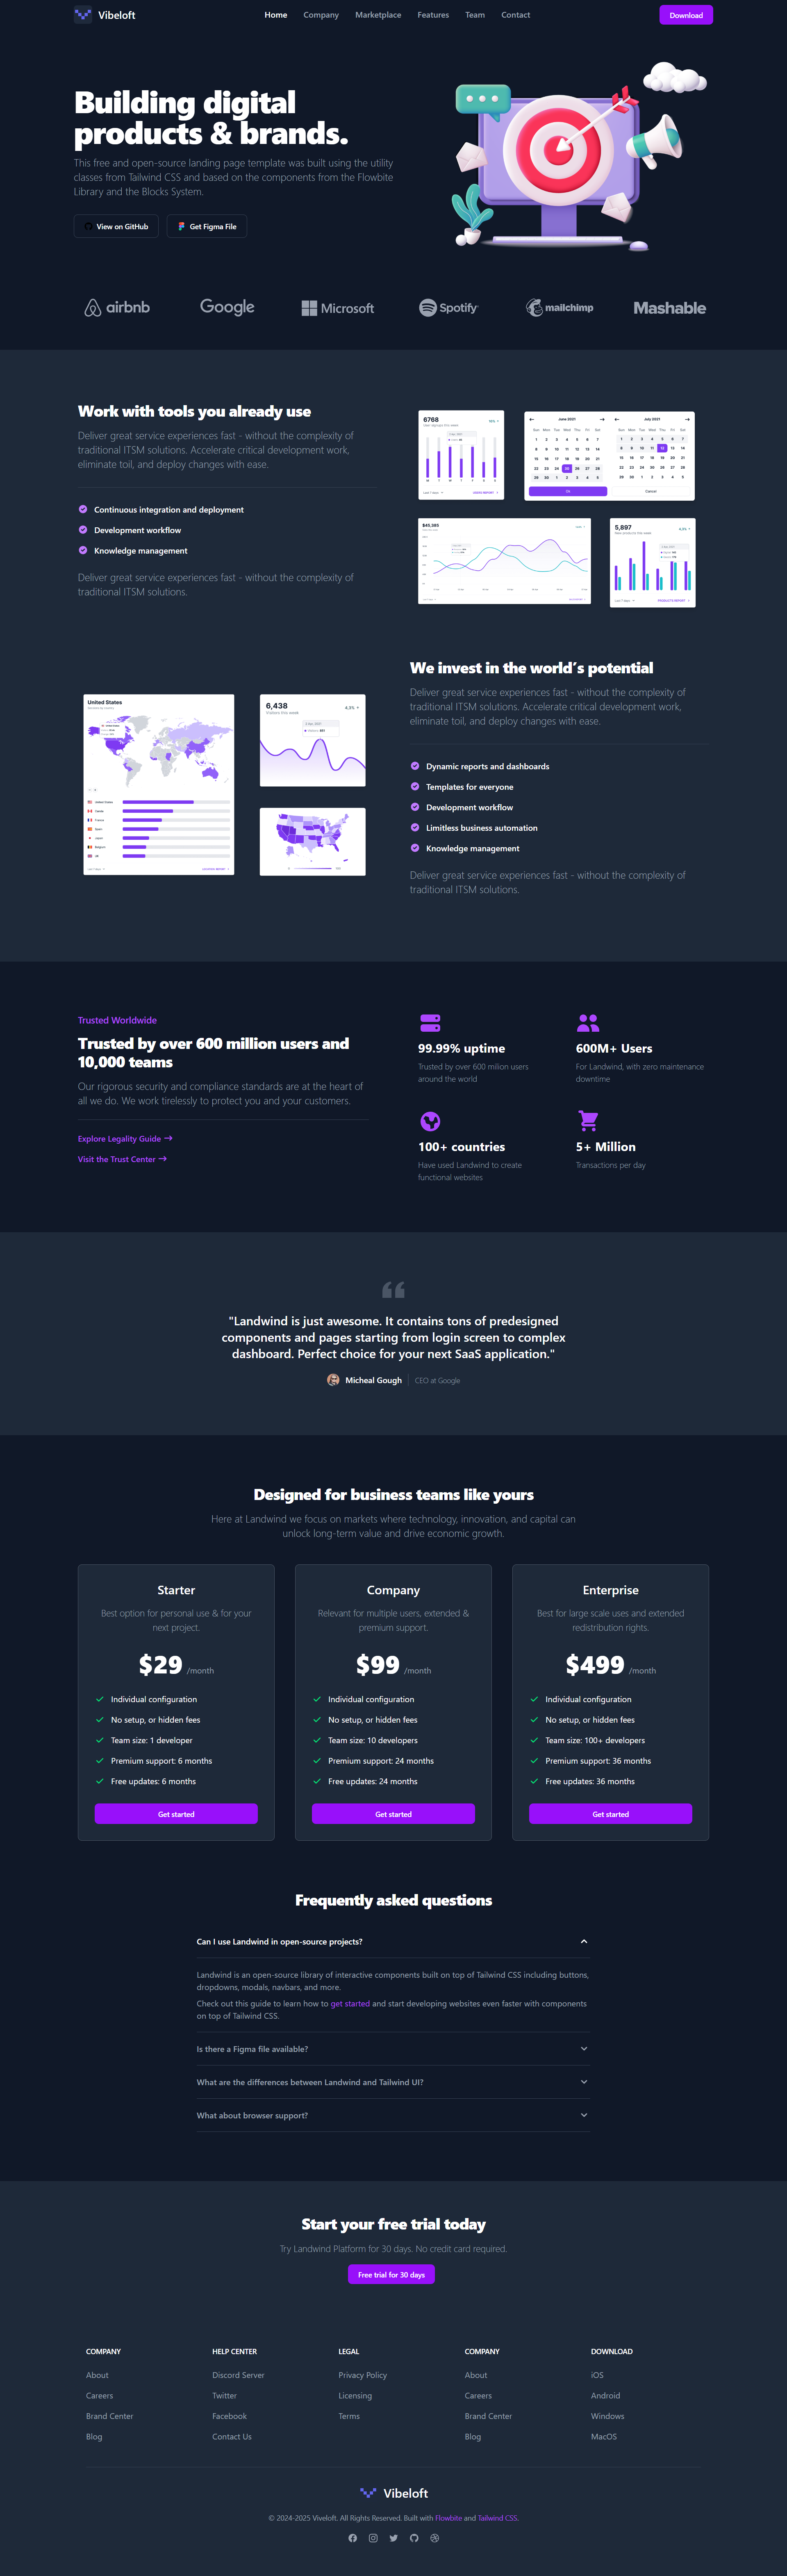 Vibeloft
Home Company Marketplace Features Team Contact
Download
Building digital
products & brands.
This free and open-source landing page template was built using the utility
classes from Tailwind CSS and based on the components from the Flowbite
Library and the Blocks System.
View on GitHub
Get Figma File
airbnb
Google
Microsoft
Spotify
mailchimp
Mashable
Work with tools you already use
Deliver great service experiences fast - without the complexity of
traditional ITSM solutions. Accelerate critical development work,
eliminate toil, and deploy changes with ease.
Continuous integration and deployment
Development workflow
Knowledge management
Deliver great service experiences fast - without the complexity of
traditional ITSM solutions.
6768
June 2021
July 2021
Ok
Cancel
$45,385
5,897
New products this week
PRODUCTS REPORT
United States
6,438
Visitors this week
4,3%
We invest in the world's potential
Deliver great service experiences fast - without the complexity of
traditional ITSM solutions. Accelerate critical development work,
eliminate toil, and deploy changes with ease.
Dynamic reports and dashboards
Templates for everyone
Development workflow
Limitless business automation
Knowledge management
Deliver great service experiences fast - without the complexity of
traditional ITSM solutions.
Trusted Worldwide
Trusted by over 600 million users and
10,000 teams
Our rigorous security and compliance standards are at the heart of
all we do. We work tirelessly to protect you and your customers.
Explore Legality Guide
Visit the Trust Center
99.99% uptime
Trusted by over 600 milion users
around the world
600M+ Users
For Landwind, with zero maintenance
downtime
100+ countries
Have used Landwind to create
functional websites
5+ Million
Transactions per day
"Landwind is just awesome. It contains tons of predesigned
components and pages starting from login screen to complex
dashboard. Perfect choice for your next SaaS application."
Micheal Gough
CEO at Google
Designed for business teams like yours
Here at Landwind we focus on markets where technology, innovation, and capital can
unlock long-term value and drive economic growth.
Starter
Best option for personal use & for your
next project.
$29 /month
Individual configuration
No setup, or hidden fees
Team size: 1 developer
Premium support: 6 months
Free updates: 6 months
Get started
Company
Relevant for multiple users, extended &
premium support.
$99 /month
Individual configuration
No setup, or hidden fees
Team size: 10 developers
Premium support: 24 months
Free updates: 24 months
Get started
Enterprise
Best for large scale uses and extended
redistribution rights.
$499 /month
Individual configuration
No setup, or hidden fees
Team size: 100+ developers
Premium support: 36 months
Free updates: 36 months
Get started
Frequently asked questions
Can I use Landwind in open-source projects?
Landwind is an open-source library of interactive components built on top of Tailwind CSS including buttons,
dropdowns, modals, navbars, and more.
Check out this guide to learn how to get started and start developing websites even faster with components
on top of Tailwind CSS.
Is there a Figma file available?
What are the differences between Landwind and Tailwind UI?
What about browser support?
Start your free trial today
Try Landwind Platform for 30 days. No credit card required.
Free trial for 30 days
COMPANY
About
Careers
Brand Center
Blog
HELP CENTER
Discord Server
Twitter
Facebook
Contact Us
LEGAL
Privacy Policy
Licensing
Terms
COMPANY
About
Careers
Brand Center
Blog
DOWNLOAD
iOS
Android
Windows
MacOS
Vibeloft
© 2024-2025 Viveloft. All Rights Reserved. Built with Flowbite and Tailwind CSS.